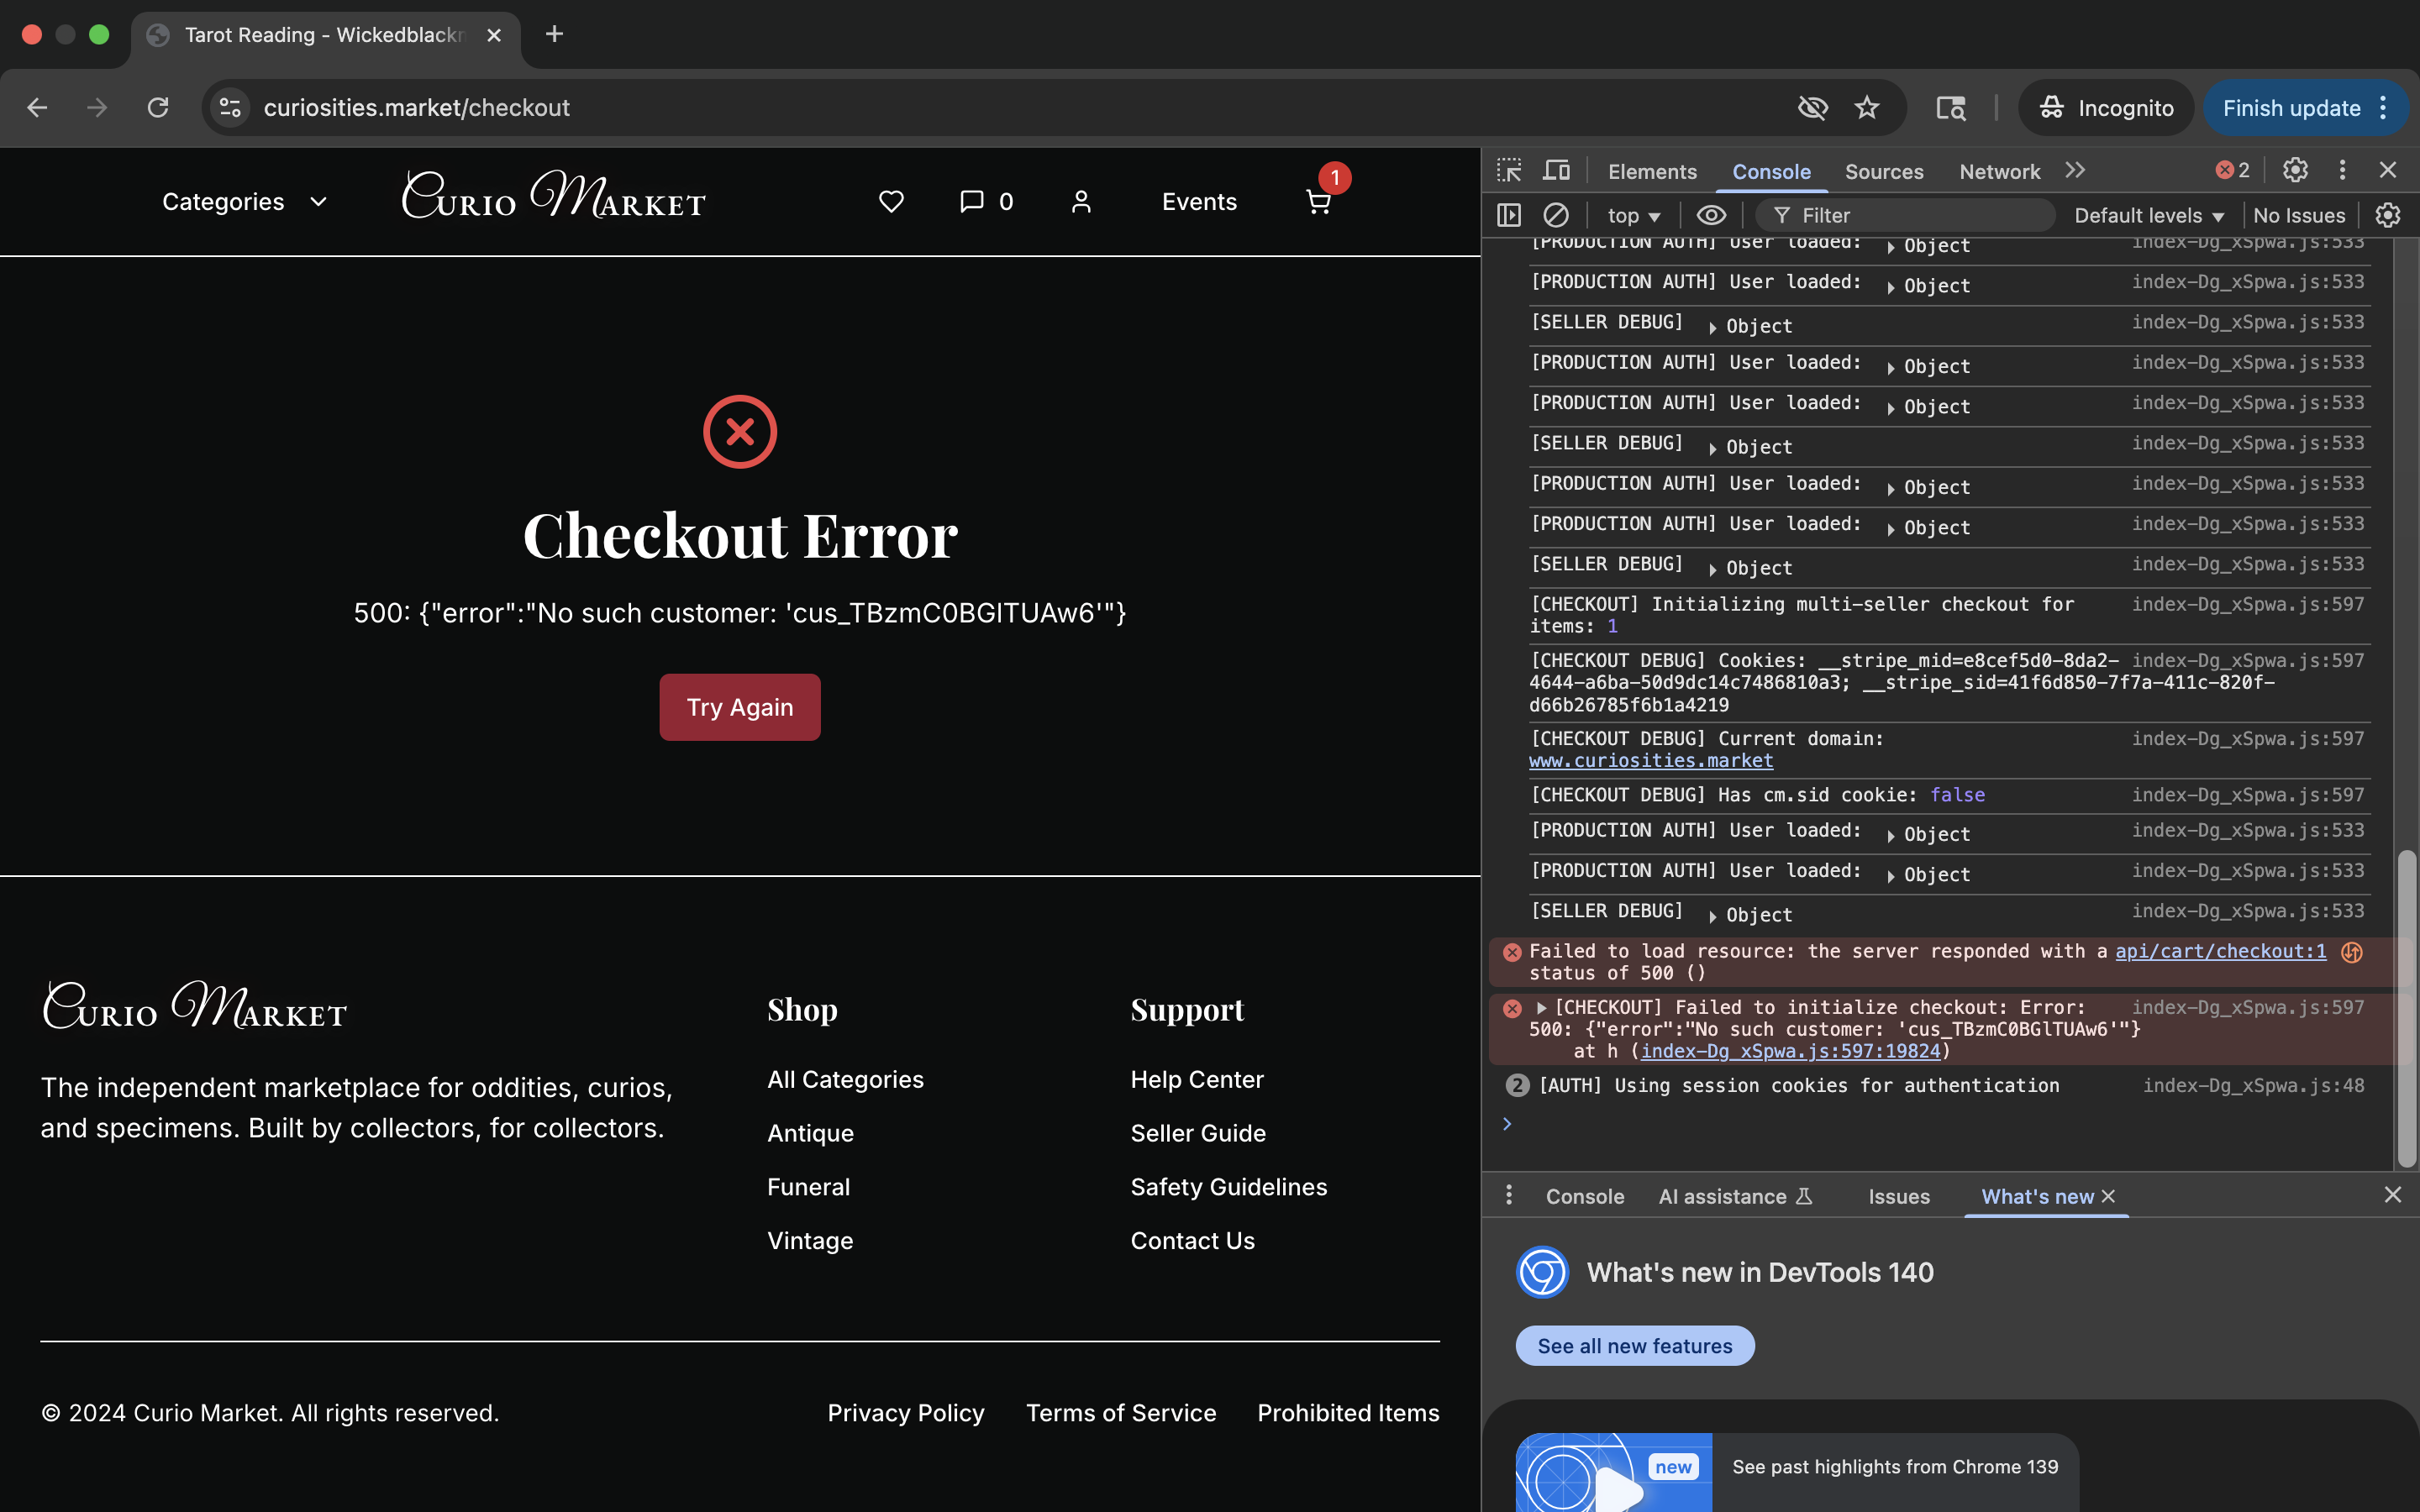 Tarot Reading - Wickedblack
curiosities.market/checkout
Incognito
Finish update
Categories
Curio Market
0
Events
1
Checkout Error
500: {"error":"No such customer: 'cus_TBzmC0BGlTUAw6'"}
Try Again
Curio Market
The independent marketplace for oddities, curios,
and specimens. Built by collectors, for collectors.
Shop
All Categories
Antique
Funeral
Vintage
Support
Help Center
Seller Guide
Safety Guidelines
Contact Us
© 2024 Curio Market. All rights reserved.
Privacy Policy
Terms of Service
Prohibited Items
Elements
Console
Sources
Network
2
top
Filter
Default levels
No Issues
[PRODUCTION AUTH] User loaded: Object index-Dg_xSpwa.js:533
[PRODUCTION AUTH] User loaded: Object index-Dg_xSpwa.js:533
[SELLER DEBUG] Object index-Dg_xSpwa.js:533
[PRODUCTION AUTH] User loaded: Object index-Dg_xSpwa.js:533
[PRODUCTION AUTH] User loaded: Object index-Dg_xSpwa.js:533
[SELLER DEBUG] Object index-Dg_xSpwa.js:533
[PRODUCTION AUTH] User loaded: Object index-Dg_xSpwa.js:533
[PRODUCTION AUTH] User loaded: Object index-Dg_xSpwa.js:533
[SELLER DEBUG] Object index-Dg_xSpwa.js:533
[CHECKOUT] Initializing multi-seller checkout for index-Dg_xSpwa.js:597
items: 1
[CHECKOUT DEBUG] Cookies: __stripe_mid=e8cef5d0-8da2- index-Dg_xSpwa.js:597
4644-a6ba-50d9dc14c7486810a3; __stripe_sid=41f6d850-7f7a-411c-820f-
d66b26785f6b1a4219
[CHECKOUT DEBUG] Current domain: index-Dg_xSpwa.js:597
www.curiosities.market
[CHECKOUT DEBUG] Has cm.sid cookie: false index-Dg_xSpwa.js:597
[PRODUCTION AUTH] User loaded: Object index-Dg_xSpwa.js:533
[PRODUCTION AUTH] User loaded: Object index-Dg_xSpwa.js:533
[SELLER DEBUG] Object index-Dg_xSpwa.js:533
Failed to load resource: the server responded with a api/cart/checkout:1
status of 500 ()
[CHECKOUT] Failed to initialize checkout: Error: index-Dg_xSpwa.js:597
500: {"error":"No such customer: 'cus_TBzmC0BGlTUAw6'"}
at h (index-Dg_xSpwa.js:597:19824)
2 [AUTH] Using session cookies for authentication index-Dg_xSpwa.js:48
Console
AI assistance
Issues
What's new
What's new in DevTools 140
See all new features
new
See past highlights from Chrome 139